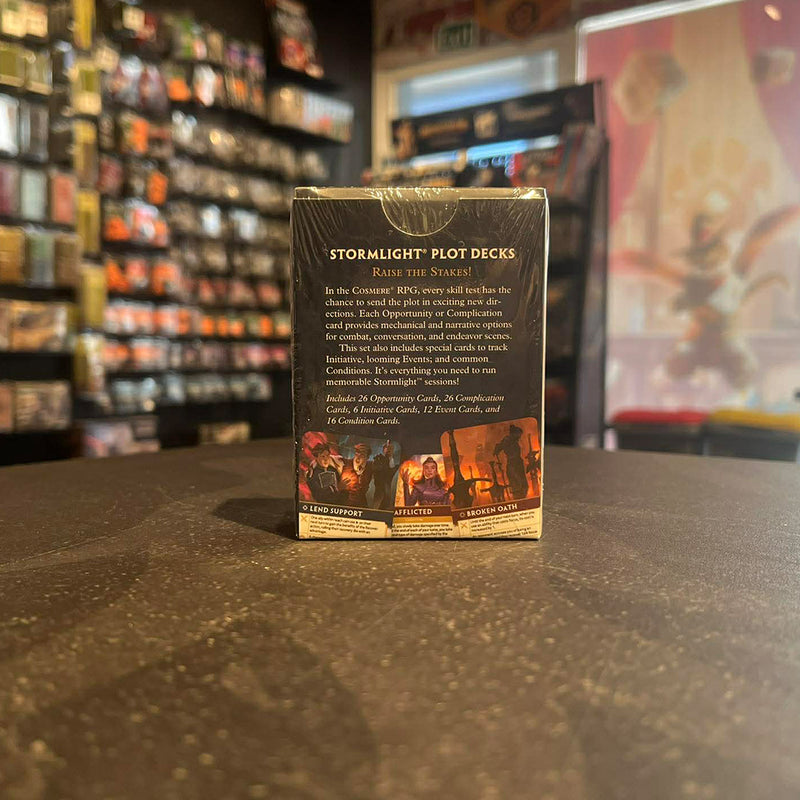 EXIT
STORMLIGHT® PLOT DECKS
RAISE THE STAKES!
In the COSMERE® RPG, every skill test has the
chance to send the plot in exciting new dir-
ections. Each Opportunity or Complication
card provides mechanical and narrative options
for combat, conversation, and endeavor scenes.
This set also includes special cards to track
Initiative, looming Events; and common
Conditions. It's everything you need to run
memorable Stormlight™ sessions!
Includes 26 Opportunity Cards, 26 Complication
Cards, 6 Initiative Cards, 12 Event Cards, and
16 Condition Cards.
LEND SUPPORT
AFFLICTED
BROKEN OATH